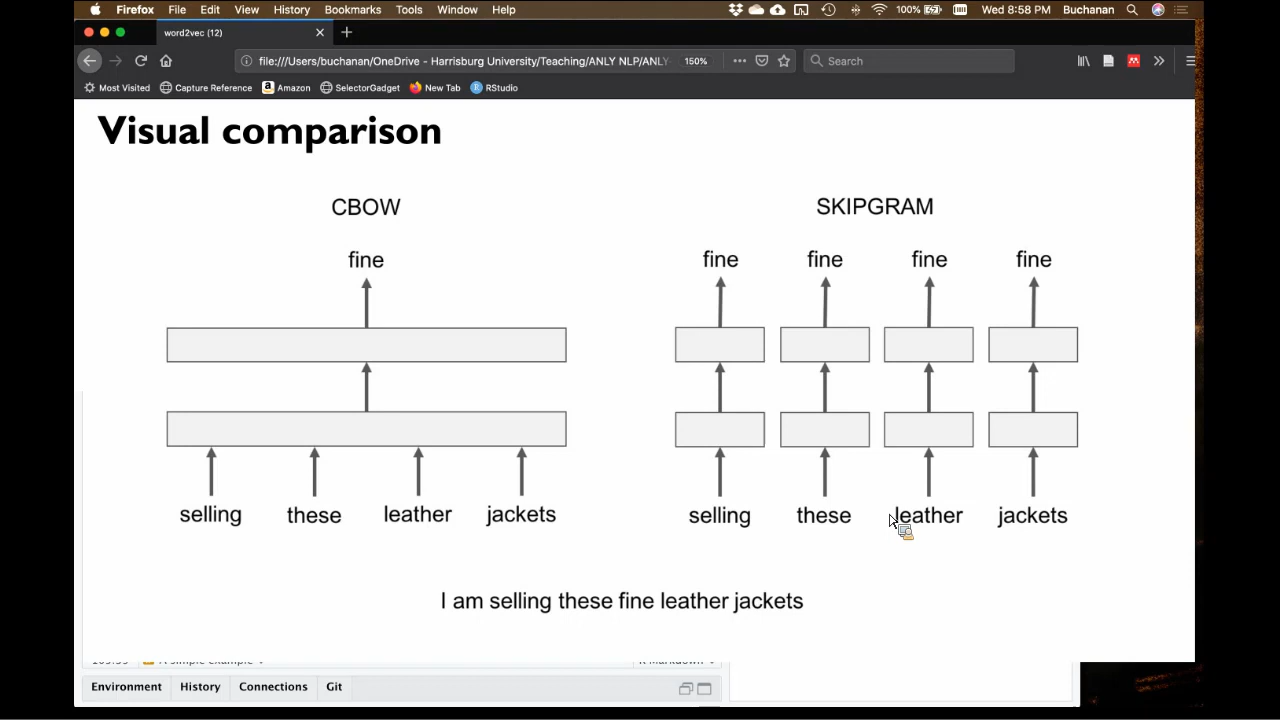 Firefox File Edit View History Bookmarks Tools Window Help 100% Wed 8:58 PM Buchanan
word2vec (12)
file:///Users/buchanan/OneDrive - Harrisburg University/Teaching/ANLY NLP/ANLY- 150% Search
Most Visited Capture Reference Amazon SelectorGadget New Tab RStudio
Visual comparison
CBOW SKIPGRAM
fine fine fine fine fine
selling these leather jackets selling these leather jackets
I am selling these fine leather jackets
Environment History Connections Git